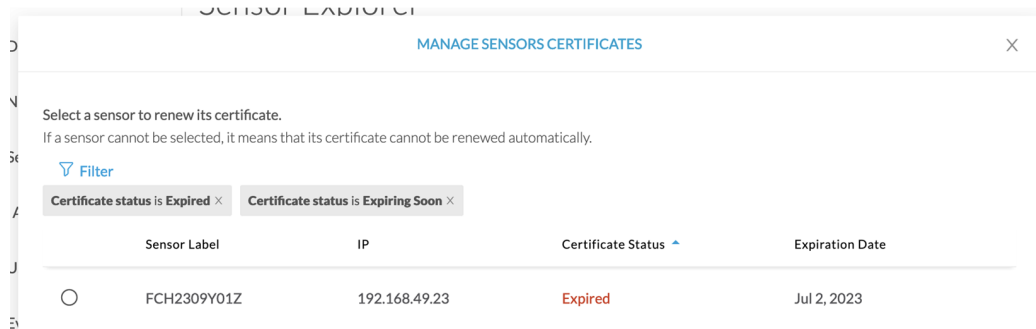 Sensor Explorer
MANAGE SENSORS CERTIFICATES
Select a sensor to renew its certificate.
If a sensor cannot be selected, it means that its certificate cannot be renewed automatically.
Filter
Certificate status is Expired × Certificate status is Expiring Soon ×
Sensor Label IP Certificate Status Expiration Date
FCH2309Y01Z 192.168.49.23 Expired Jul 2, 2023